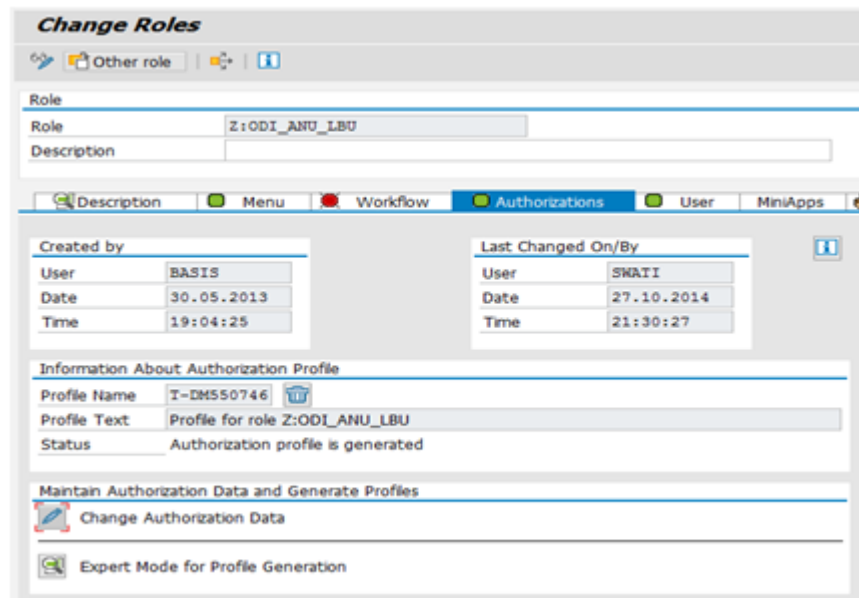 Change Roles
Other role
Role
Role Z:ODI_ANU_LBU
Description
Description Menu Workflow Authorizations User MiniApps
Created by Last Changed On/By
User BASIS User SWATI
Date 30.05.2013 Date 27.10.2014
Time 19:04:25 Time 21:30:27
Information About Authorization Profile
Profile Name T-DM550746
Profile Text Profile for role Z:ODI_ANU_LBU
Status Authorization profile is generated
Maintain Authorization Data and Generate Profiles
Change Authorization Data
Expert Mode for Profile Generation